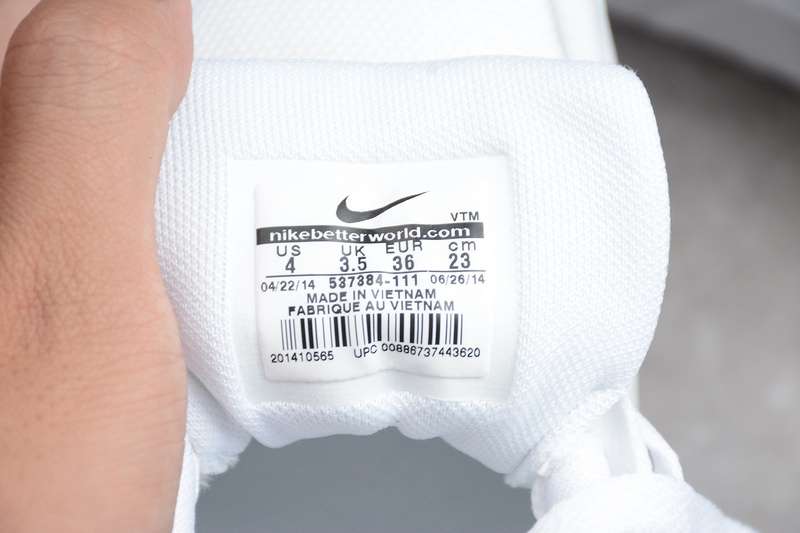 VTM
nikebetterworld.com
US UK EUR cm
4 3.5 36 23
04/22/14 537384-111 06/26/14
MADE IN VIETNAM
FABRIQUE AU VIETNAM
201410565 UPC 00886737443620